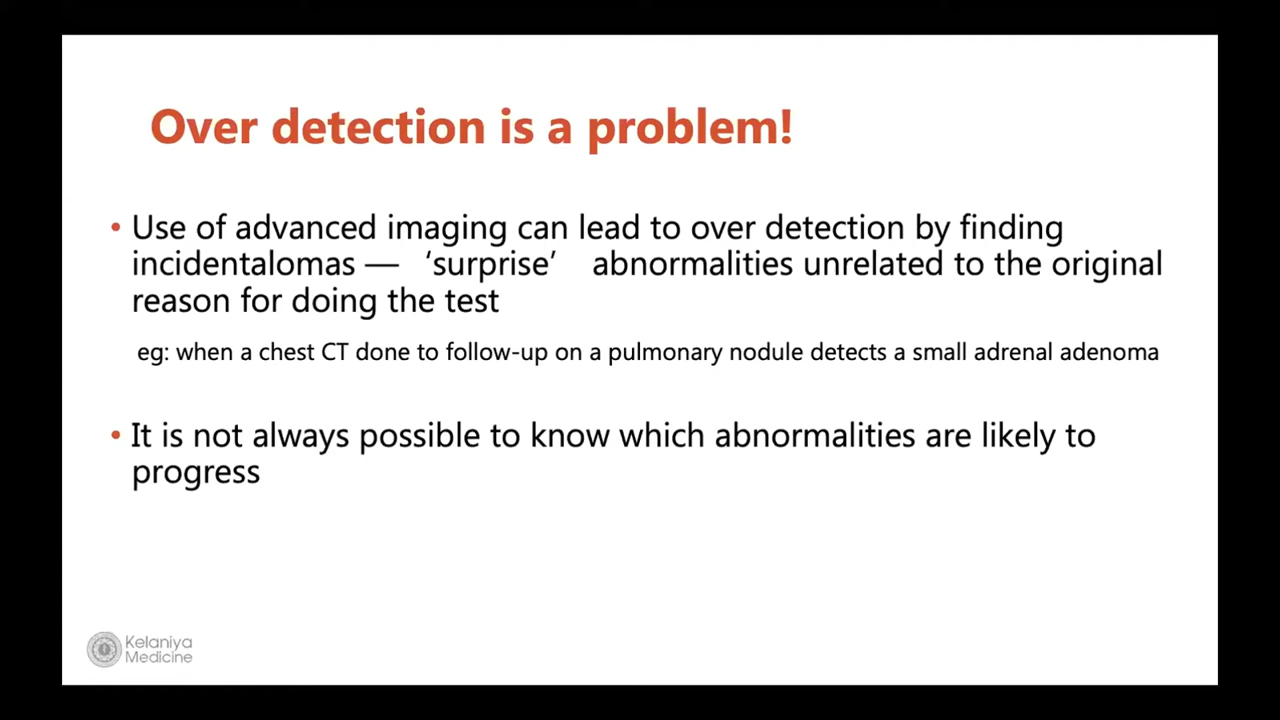 Over detection is a problem!
• Use of advanced imaging can lead to over detection by finding
incidentalomas — ‘surprise’ abnormalities unrelated to the original
reason for doing the test
eg: when a chest CT done to follow-up on a pulmonary nodule detects a small adrenal adenoma
• It is not always possible to know which abnormalities are likely to
progress
Kelaniya
Medicine